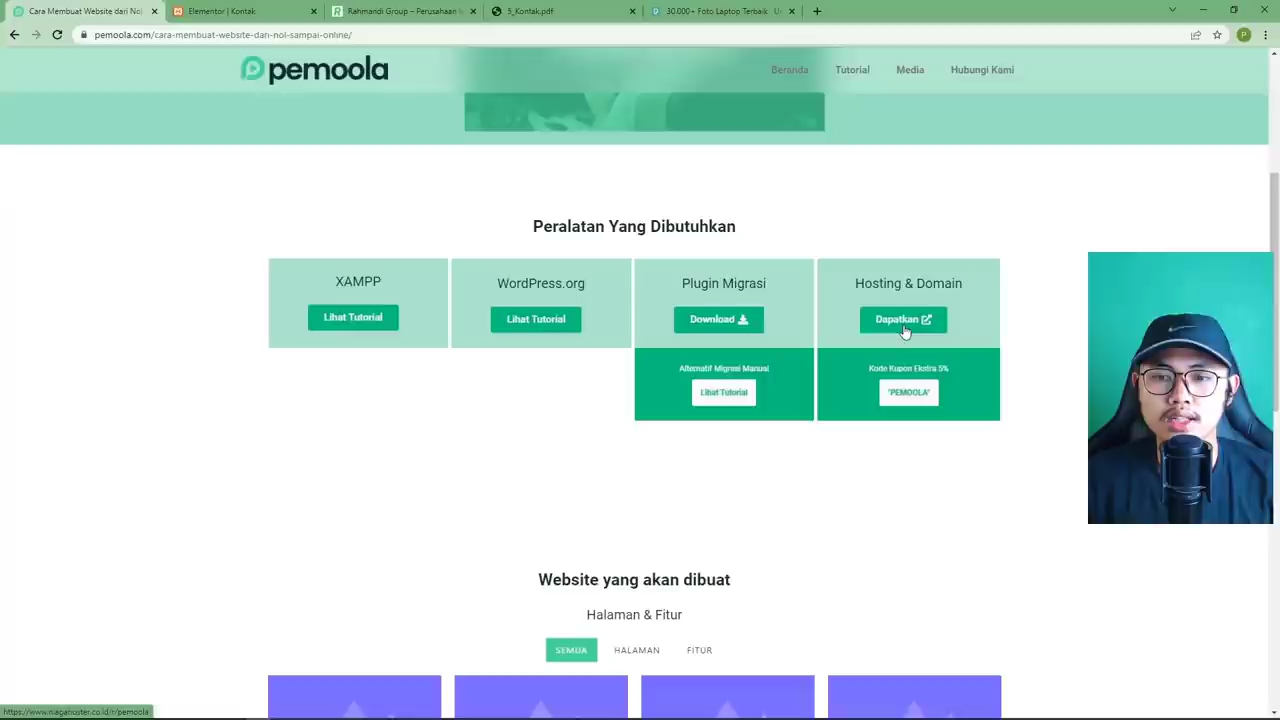 Cara Membuat Website dari Nol
Elementor | Kontak
Rahmandi Group – Perusahaan
5_Kontak.pdf
30.000+ Foto Laptop Terbaik
pemoola.com/cara-membuat-website-dari-nol-sampai-online/
P
pemoola
Beranda
Tutorial
Media
Hubungi Kami
Peralatan Yang Dibutuhkan
XAMPP
WordPress.org
Plugin Migrasi
Hosting & Domain
Lihat Tutorial
Lihat Tutorial
Download
Dapatkan
Alternatif Migrasi Manual
Kode Kupon Ekstra 5%
Lihat Tutorial
"PEMOOLA"
Website yang akan dibuat
Halaman & Fitur
SEMUA
HALAMAN
FITUR
https://www.niagahoster.co.id/r/pemoola